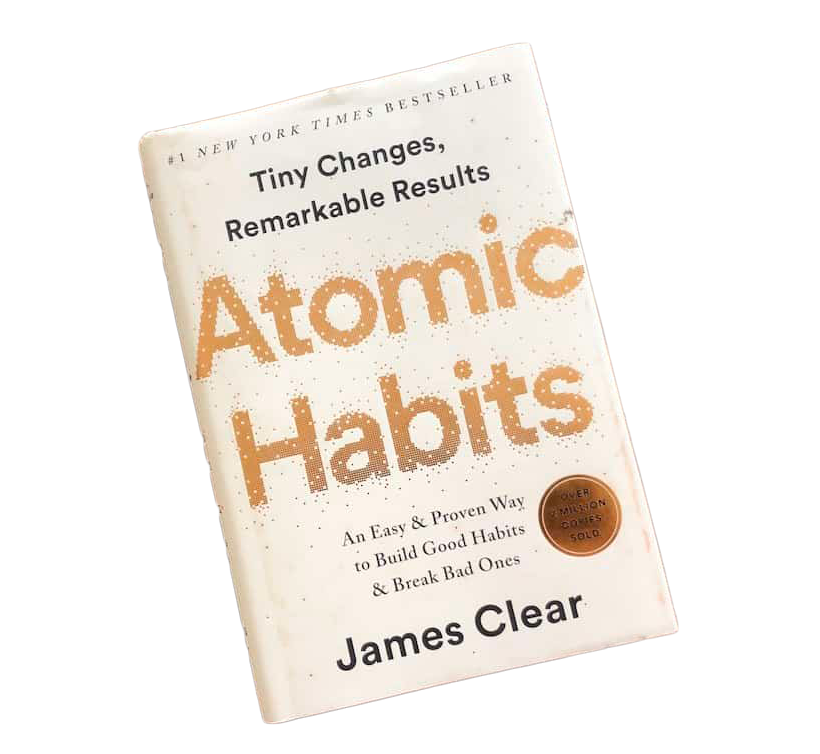 #1 NEW YORK TIMES BESTSELLER
Tiny Changes,
Remarkable Results
Atomic
Habits
An Easy & Proven Way
to Build Good Habits
& Break Bad Ones
OVER
MILLION
COPIES
SOLD
James Clear